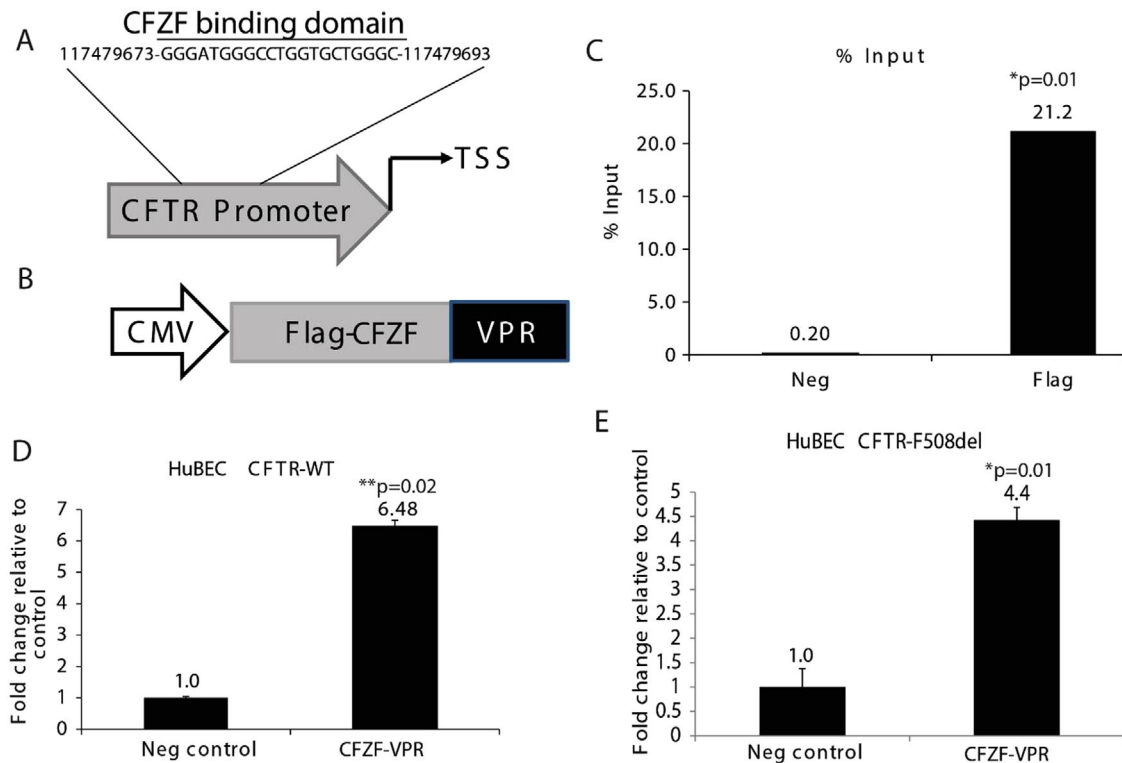 A
CFZF binding domain
117479673-GGGATGGGCCTGGTGCTGGGC-117479693
TSS
CFTR Promoter
B
CMV
Flag-CFZF
VPR
C
% Input
*p=0.01
21.2
25.0
20.0
15.0
10.0
5.0
0
% Input
0.20
Neg
Flag
D
HuBEC CFTR-WT
**p=0.02
6.48
7
6
5
4
3
2
1
0
Fold change relative to
control
1.0
Neg control
CFZF-VPR
E
HuBEC CFTR-F508del
*p=0.01
4.4
5
4.5
4
3.5
3
2.5
2
1.5
1
0.5
0
Fold change relative to control
1.0
Neg control
CFZF-VPR